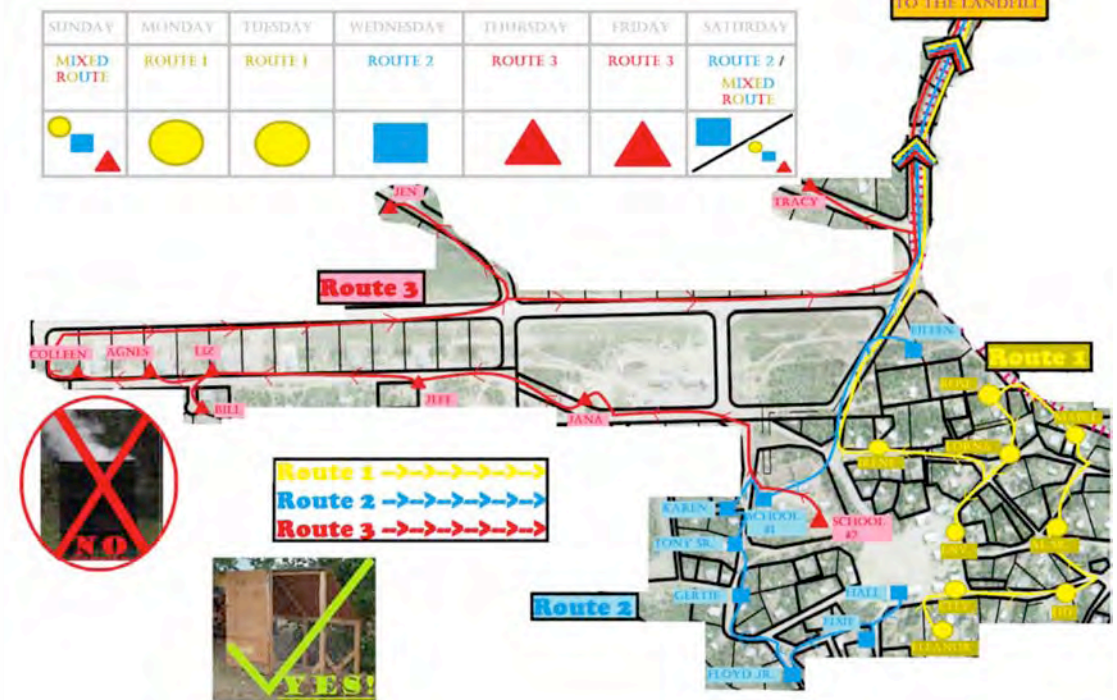 TO THE LANDFILL
SUNDAY MONDAY TUESDAY WEDNESDAY THURSDAY FRIDAY SATURDAY
MIXED ROUTE 1 ROUTE 1 ROUTE 2 ROUTE 3 ROUTE 3 ROUTE 2 /
ROUTE MIXED
ROUTE
JEN
TRACY
Route 3
EILEEN
COLLEEN AGNES LIZ
Route 1
ROSE
BILL
JEFF
JANA
IRENE
Route 1 ->->->->->->->
Route 2 ->->->->->->->
Route 3 ->->->->->->->
KAREN
SCHOOL
#1
SCHOOL
#2
NO
TONY SR.
GERTIE
HALL
Route 2
ELEANOR
FLOYD JR.
YES!